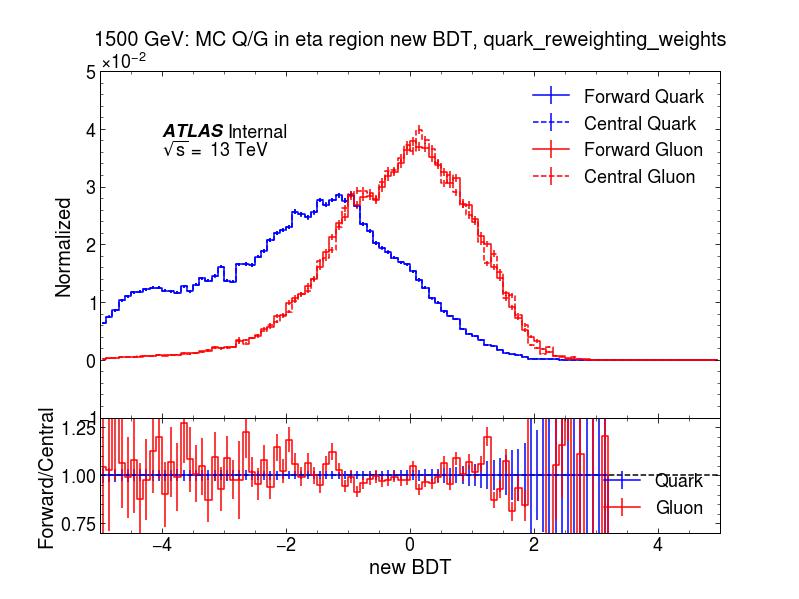 1500 GeV: MC Q/G in eta region new BDT, quark_reweighting_weights
×10⁻²
5
4
3
2
1
0
−1
Normalized
ATLAS Internal
√s = 13 TeV
Forward Quark
Central Quark
Forward Gluon
Central Gluon
1.25
1.00
0.75
Forward/Central
Quark
Gluon
−4 −2 0 2 4
new BDT